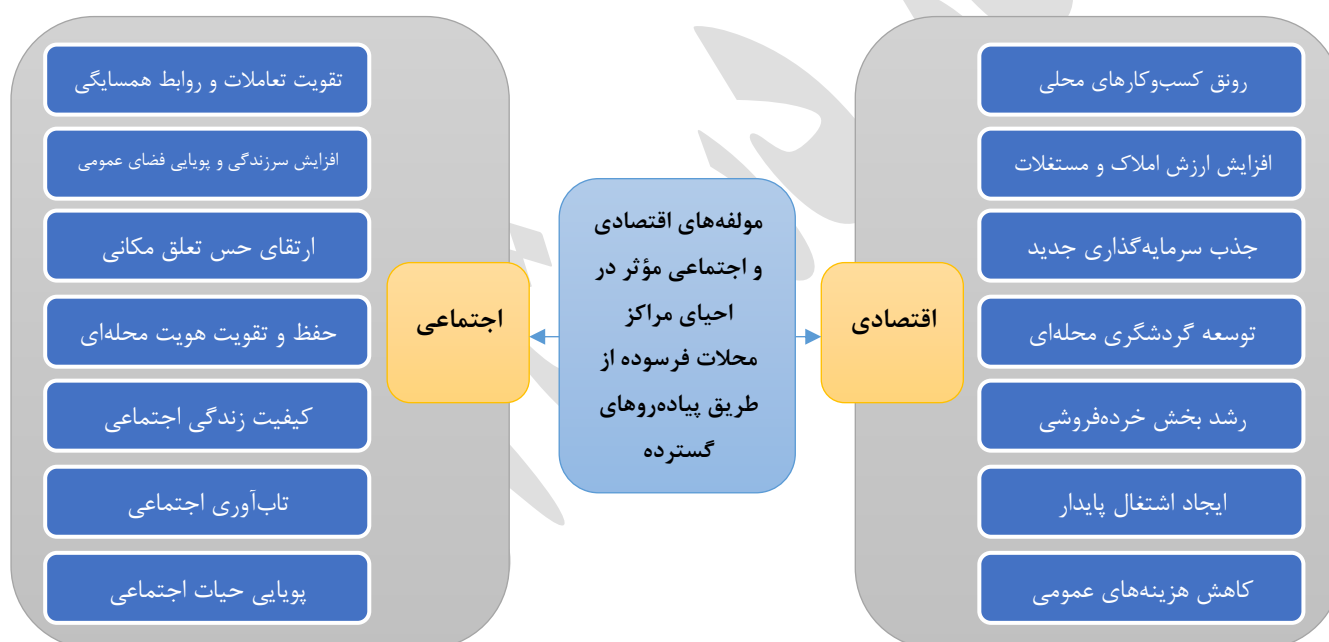 رونق کسب‌وکارهای محلی
افزایش ارزش املاک و مستغلات
جذب سرمایه‌گذاری جدید
توسعه گردشگری محله‌ای
رشد بخش خرده‌فروشی
ایجاد اشتغال پایدار
کاهش هزینه‌های عمومی
اقتصادی
مولفه‌های اقتصادی
و اجتماعی مؤثر در
احیای مراکز
محلات فرسوده از
طریق پیاده‌روهای
گسترده
اجتماعی
تقویت تعاملات و روابط همسایگی
افزایش سرزندگی و پویایی فضای عمومی
ارتقای حس تعلق مکانی
حفظ و تقویت هویت محله‌ای
کیفیت زندگی اجتماعی
تاب‌آوری اجتماعی
پویایی حیات اجتماعی